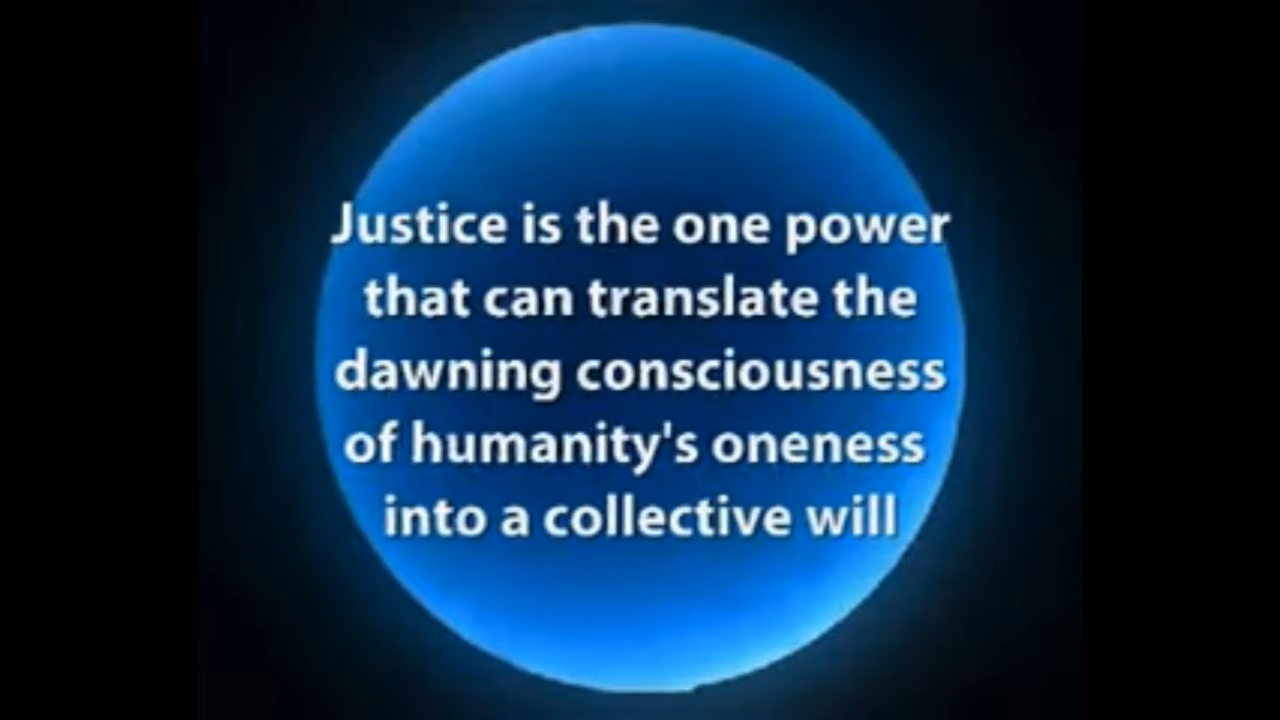 Justice is the one power
that can translate the
dawning consciousness
of humanity's oneness
into a collective will